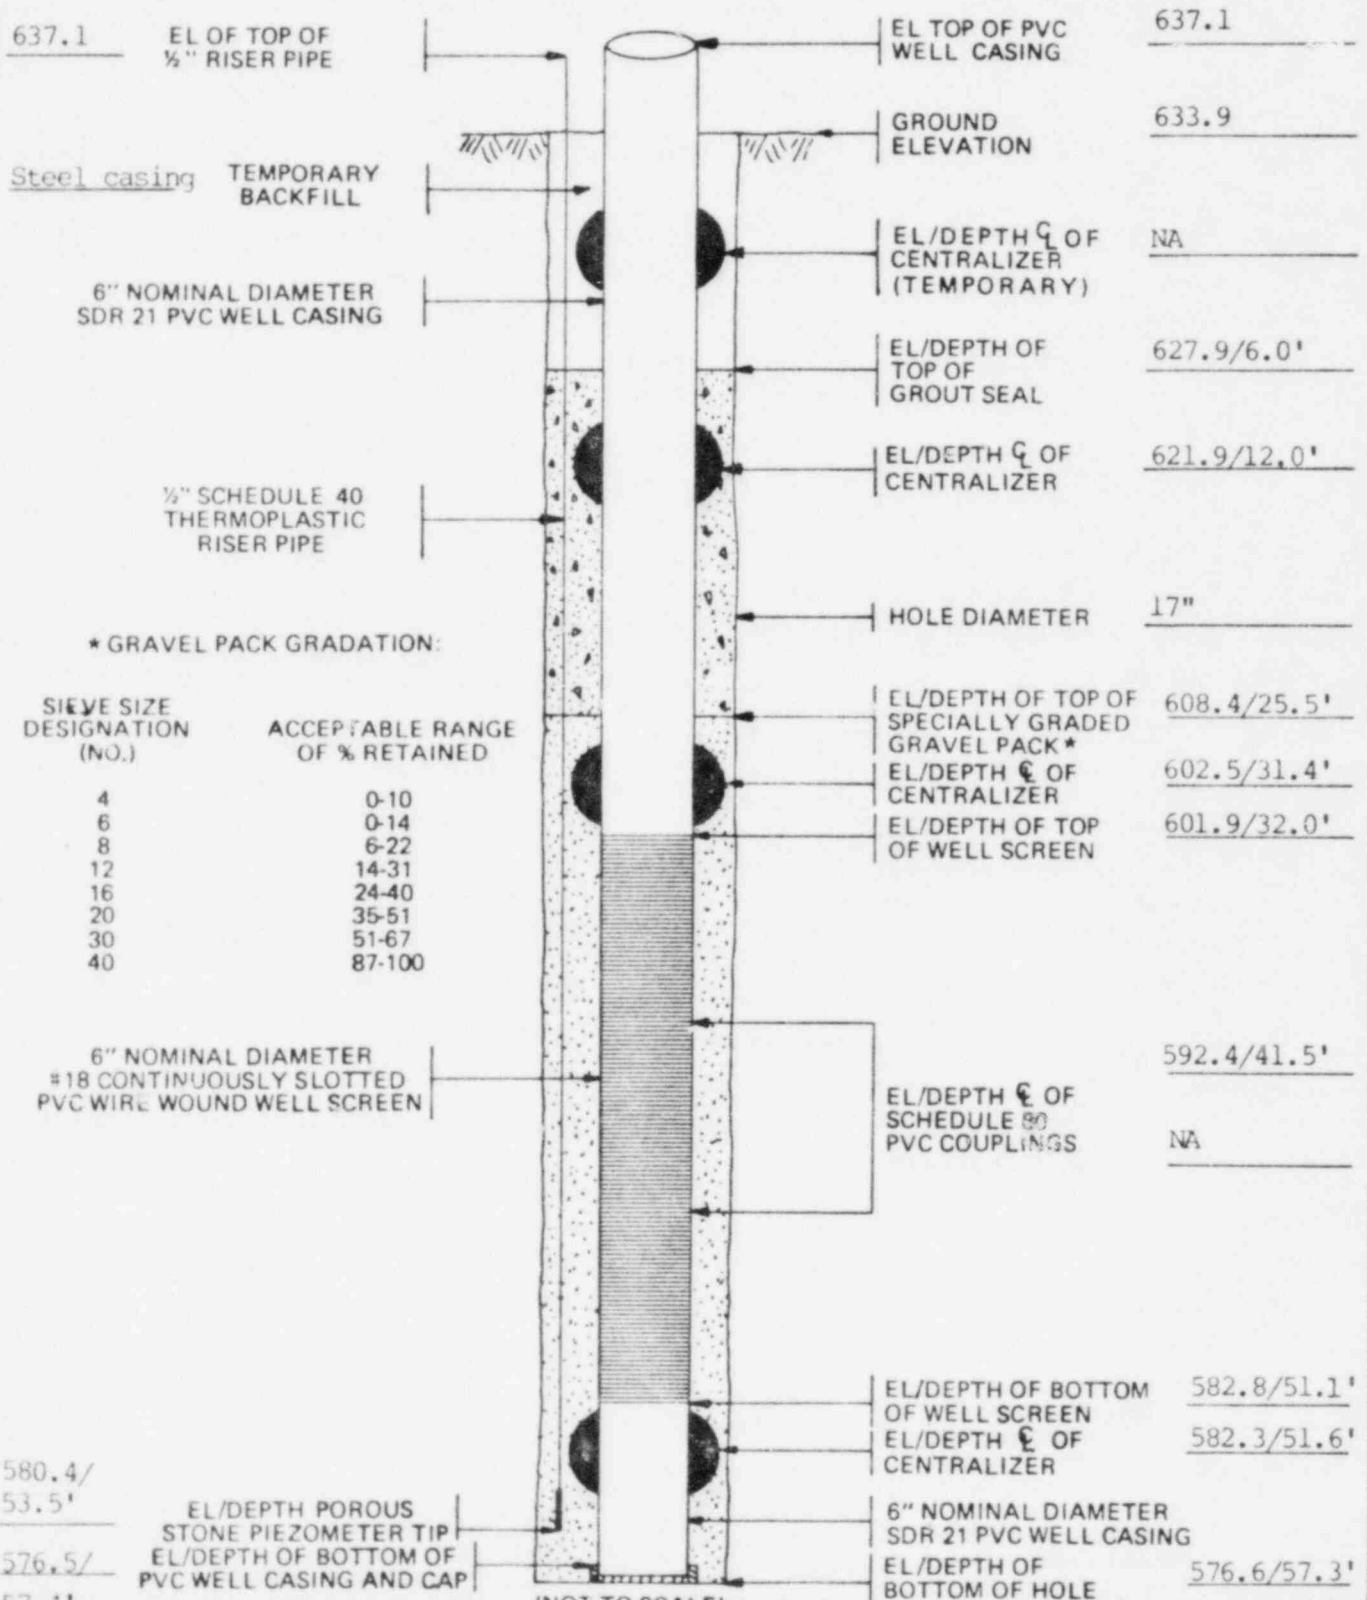 637.1
EL OF TOP OF
½" RISER PIPE
EL TOP OF PVC
WELL CASING
637.1
GROUND
ELEVATION
633.9
Steel casing
TEMPORARY
BACKFILL
EL/DEPTH ℄ OF
CENTRALIZER
(TEMPORARY)
NA
6" NOMINAL DIAMETER
SDR 21 PVC WELL CASING
EL/DEPTH OF
TOP OF
GROUT SEAL
627.9/6.0'
EL/DEPTH ℄ OF
CENTRALIZER
621.9/12.0'
½" SCHEDULE 40
THERMOPLASTIC
RISER PIPE
HOLE DIAMETER
17"
* GRAVEL PACK GRADATION:
SIEVE SIZE
DESIGNATION
(NO.)
ACCEPTABLE RANGE
OF % RETAINED
4 0-10
6 0-14
8 6-22
12 14-31
16 24-40
20 35-51
30 51-67
40 87-100
EL/DEPTH OF TOP OF
SPECIALLY GRADED
GRAVEL PACK*
608.4/25.5'
EL/DEPTH ℄ OF
CENTRALIZER
602.5/31.4'
EL/DEPTH OF TOP
OF WELL SCREEN
601.9/32.0'
6" NOMINAL DIAMETER
#18 CONTINUOUSLY SLOTTED
PVC WIRE WOUND WELL SCREEN
EL/DEPTH ℄ OF
SCHEDULE 80
PVC COUPLINGS
592.4/41.5'
NA
EL/DEPTH OF BOTTOM
OF WELL SCREEN
582.8/51.1'
EL/DEPTH ℄ OF
CENTRALIZER
582.3/51.6'
580.4/
53.5'
EL/DEPTH POROUS
STONE PIEZOMETER TIP
6" NOMINAL DIAMETER
SDR 21 PVC WELL CASING
576.5/
EL/DEPTH OF BOTTOM OF
PVC WELL CASING AND CAP
EL/DEPTH OF
BOTTOM OF HOLE
576.6/57.3'
(NOT TO SCALE)